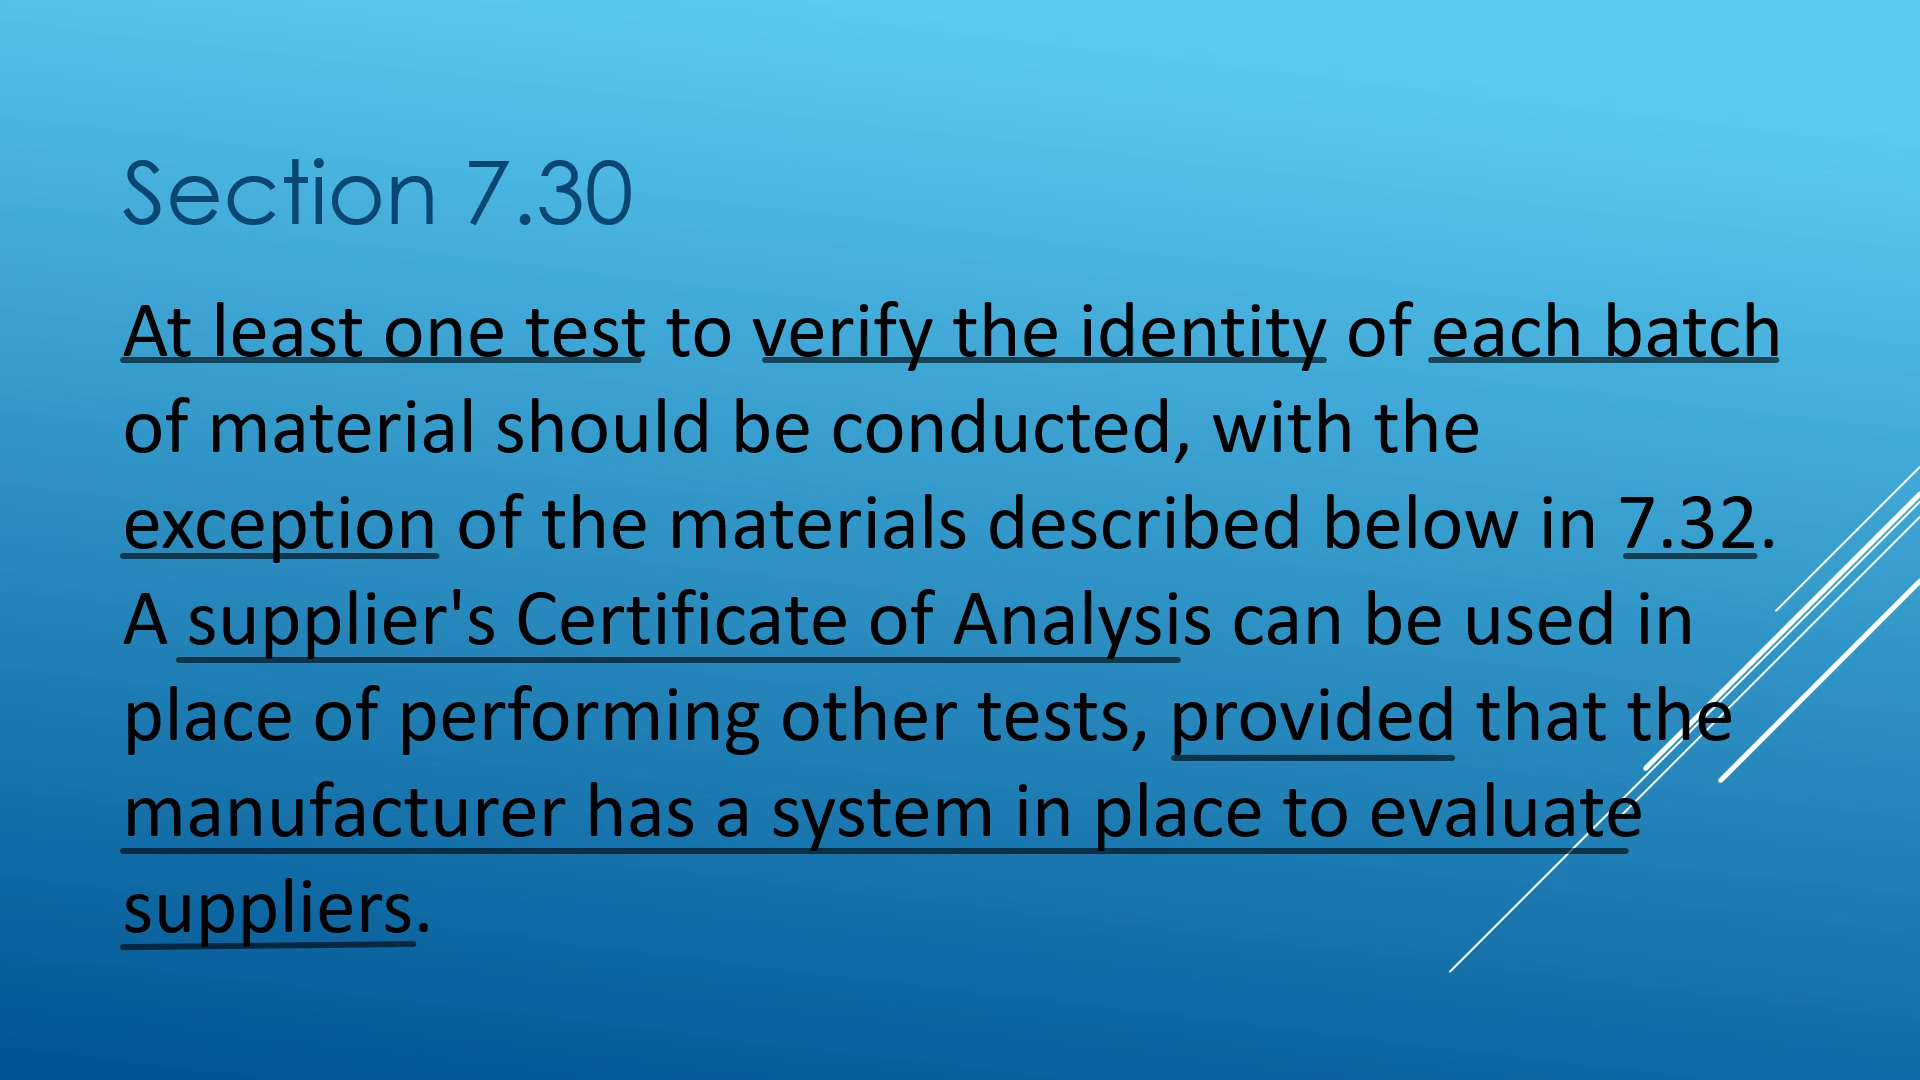 Section 7.30
At least one test to verify the identity of each batch
of material should be conducted, with the
exception of the materials described below in 7.32.
A supplier's Certificate of Analysis can be used in
place of performing other tests, provided that the
manufacturer has a system in place to evaluate
suppliers.